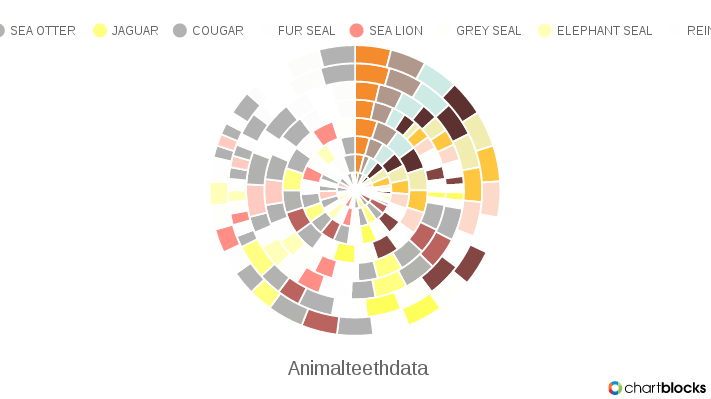 SEA OTTER JAGUAR COUGAR FUR SEAL SEA LION GREY SEAL ELEPHANT SEAL REIN
Animalteethdata
chartblocks